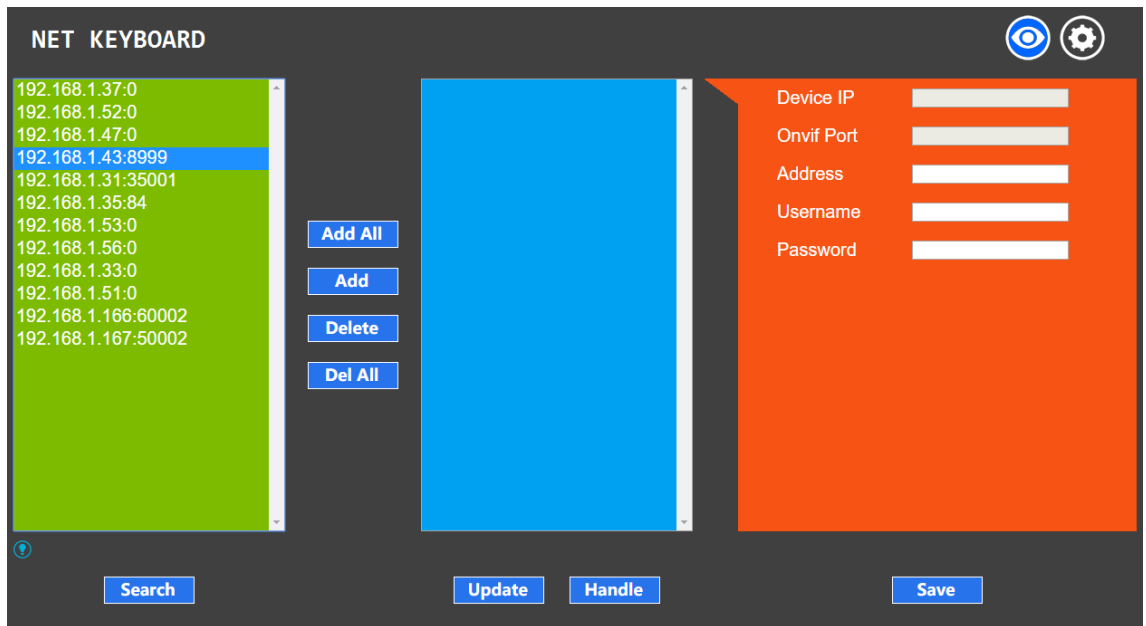 NET KEYBOARD
192.168.1.37:0
192.168.1.52:0
192.168.1.47:0
192.168.1.43:8999
192.168.1.31:35001
192.168.1.35:84
192.168.1.53:0
192.168.1.56:0
192.168.1.33:0
192.168.1.51:0
192.168.1.166:60002
192.168.1.167:50002
Add All
Add
Delete
Del All
Device IP
Onvif Port
Address
Username
Password
Search
Update
Handle
Save